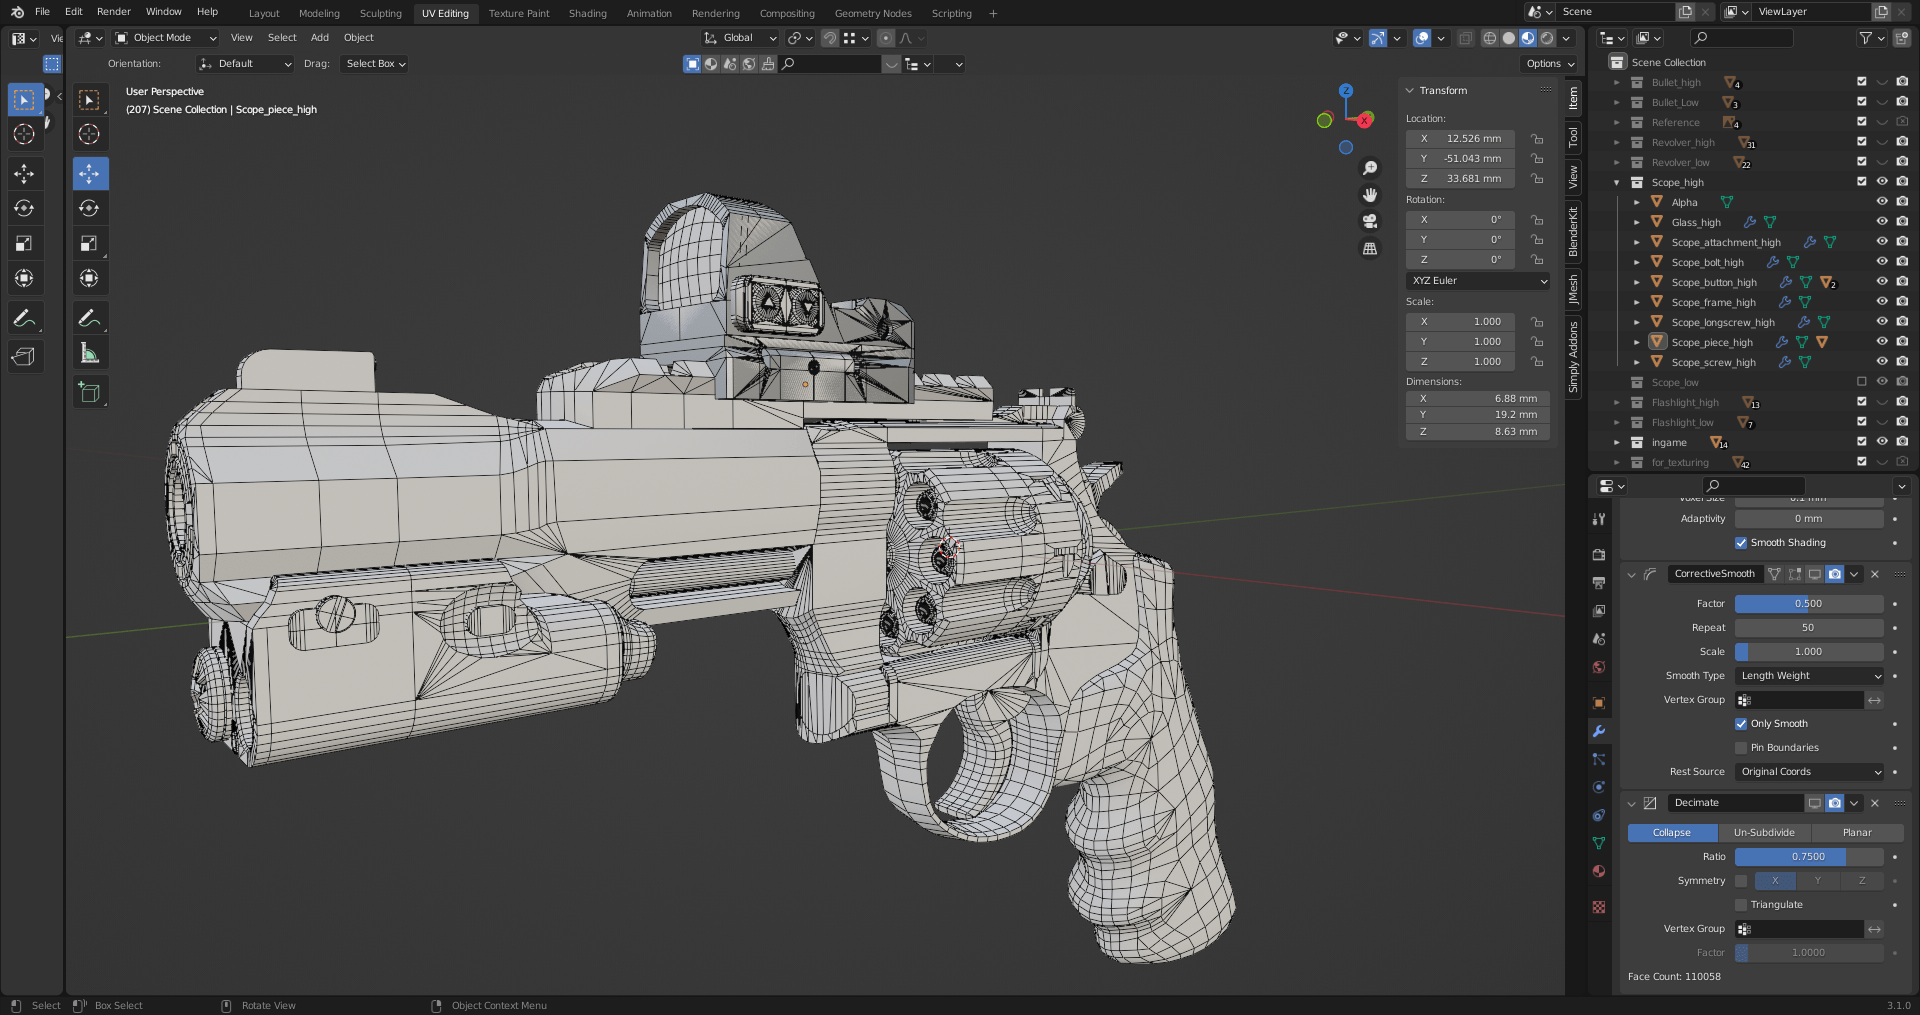 File Edit Render Window Help Layout Modeling Sculpting UV Editing Texture Paint Shading Animation Rendering Compositing Geometry Nodes Scripting + Scene ViewLayer
Object Mode View Select Add Object Global
Orientation: Default Drag: Select Box Options
User Perspective
(207) Scene Collection | Scope_piece_high
Z
X
Transform
Location:
X 12.526 mm
Y -51.043 mm
Z 33.681 mm
Rotation:
X 0°
Y 0°
Z 0°
XYZ Euler
Scale:
X 1.000
Y 1.000
Z 1.000
Dimensions:
X 6.88 mm
Y 19.2 mm
Z 8.63 mm
Item
Tool
View
BlenderKit
JMesh
Simply Addons
Scene Collection
Bullet_high 4
Bullet_Low 3
Reference 4
Revolver_high 31
Revolver_low 22
Scope_high
Alpha
Glass_high
Scope_attachment_high
Scope_bolt_high
Scope_button_high 2
Scope_frame_high
Scope_longscrew_high
Scope_piece_high
Scope_screw_high
Scope_low
Flashlight_high 13
Flashlight_low 7
ingame 14
for_texturing 42
Voxel Size 0.1 mm
Adaptivity 0 mm
Smooth Shading
CorrectiveSmooth
Factor 0.500
Repeat 50
Scale 1.000
Smooth Type Length Weight
Vertex Group
Only Smooth
Pin Boundaries
Rest Source Original Coords
Decimate
Collapse Un-Subdivide Planar
Ratio 0.7500
Symmetry X Y Z
Triangulate
Vertex Group
Factor 1.0000
Face Count: 110058
Select Box Select Rotate View Object Context Menu 3.1.0